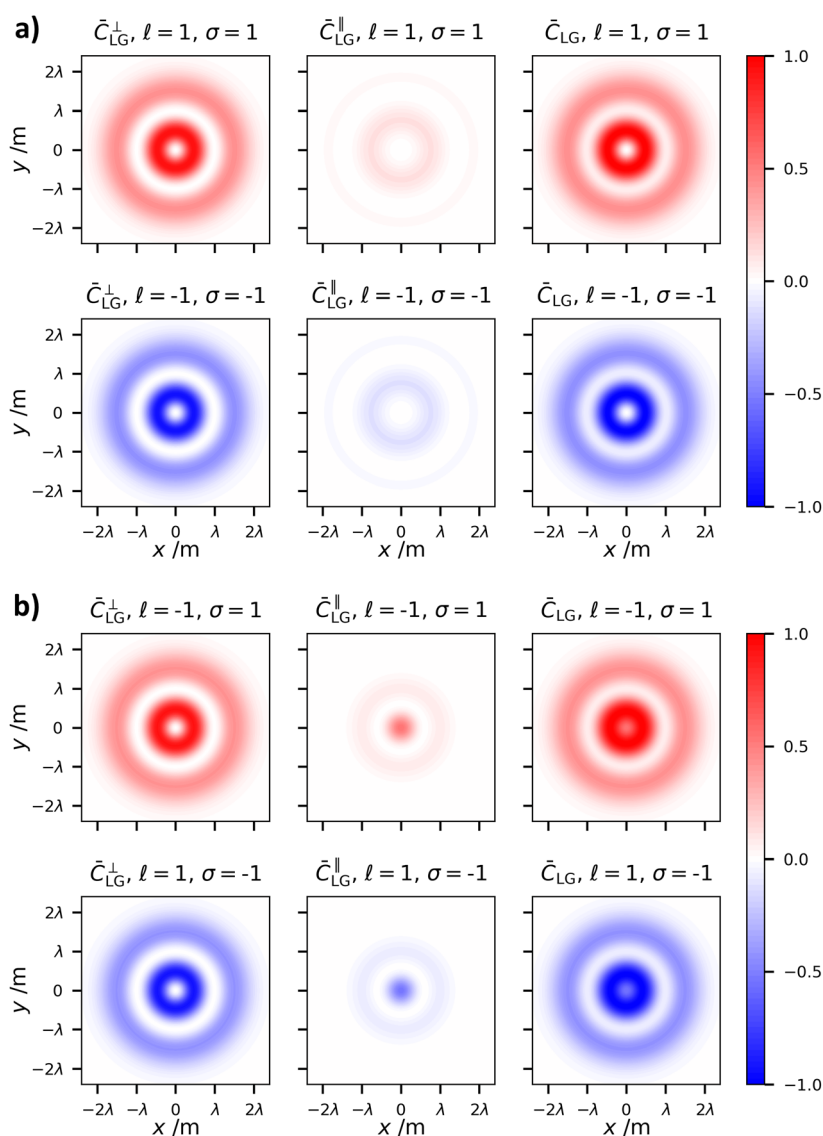 a)
C̄⊥LG, ℓ = 1, σ = 1
C̄∥LG, ℓ = 1, σ = 1
C̄LG, ℓ = 1, σ = 1
y /m
2λ
λ
0
−λ
−2λ
C̄⊥LG, ℓ = -1, σ = -1
C̄∥LG, ℓ = -1, σ = -1
C̄LG, ℓ = -1, σ = -1
y /m
2λ
λ
0
−λ
−2λ
−2λ −λ 0 λ 2λ
−2λ −λ 0 λ 2λ
−2λ −λ 0 λ 2λ
x /m
x /m
x /m
1.0
0.5
0.0
−0.5
−1.0
b)
C̄⊥LG, ℓ = -1, σ = 1
C̄∥LG, ℓ = -1, σ = 1
C̄LG, ℓ = -1, σ = 1
y /m
2λ
λ
0
−λ
−2λ
C̄⊥LG, ℓ = 1, σ = -1
C̄∥LG, ℓ = 1, σ = -1
C̄LG, ℓ = 1, σ = -1
y /m
2λ
λ
0
−λ
−2λ
−2λ −λ 0 λ 2λ
−2λ −λ 0 λ 2λ
−2λ −λ 0 λ 2λ
x /m
x /m
x /m
1.0
0.5
0.0
−0.5
−1.0